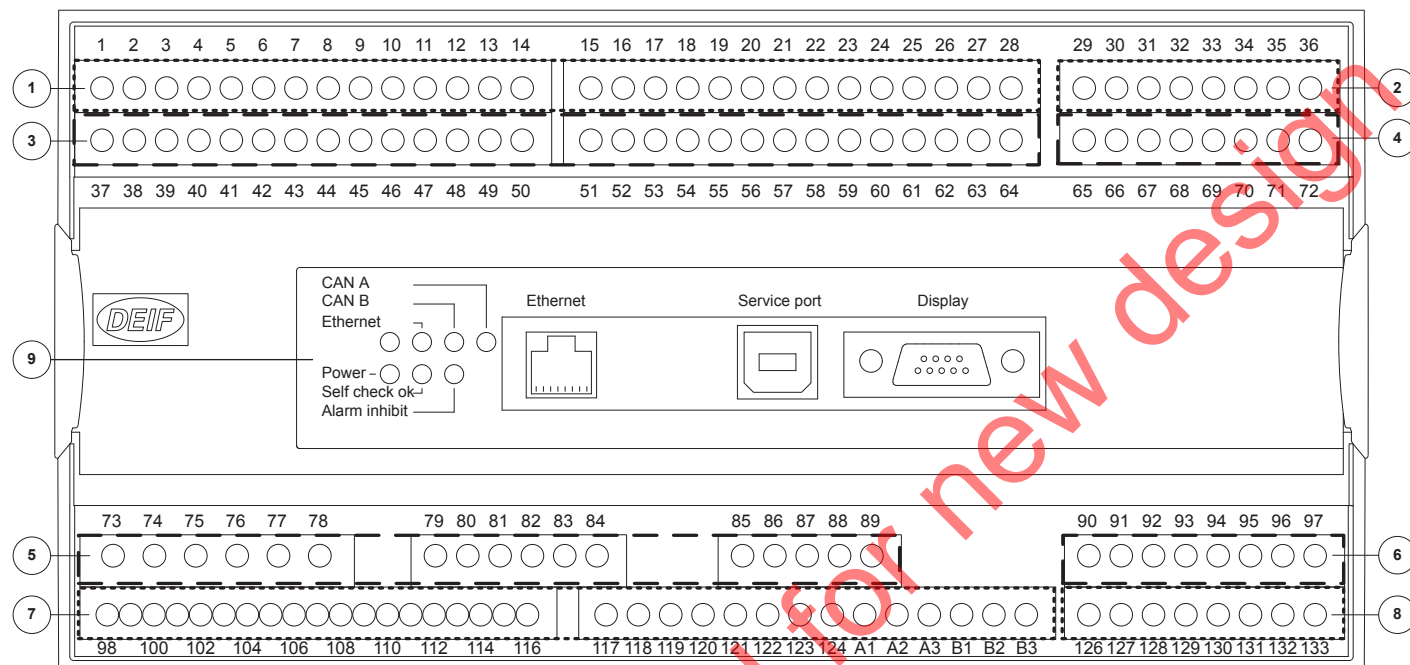 1 2 3 4 5 6 7 8 9 10 11 12 13 14 15 16 17 18 19 20 21 22 23 24 25 26 27 28 29 30 31 32 33 34 35 36
1 2
3 4
37 38 39 40 41 42 43 44 45 46 47 48 49 50 51 52 53 54 55 56 57 58 59 60 61 62 63 64 65 66 67 68 69 70 71 72
CAN A
CAN B
Ethernet
Ethernet Service port Display
DEIF
9
Power
Self check ok
Alarm inhibit
73 74 75 76 77 78 79 80 81 82 83 84 85 86 87 88 89 90 91 92 93 94 95 96 97
5 6
7 8
98 100 102 104 106 108 110 112 114 116 117 118 119 120 121 122 123 124 A1 A2 A3 B1 B2 B3 126 127 128 129 130 131 132 133
for new design